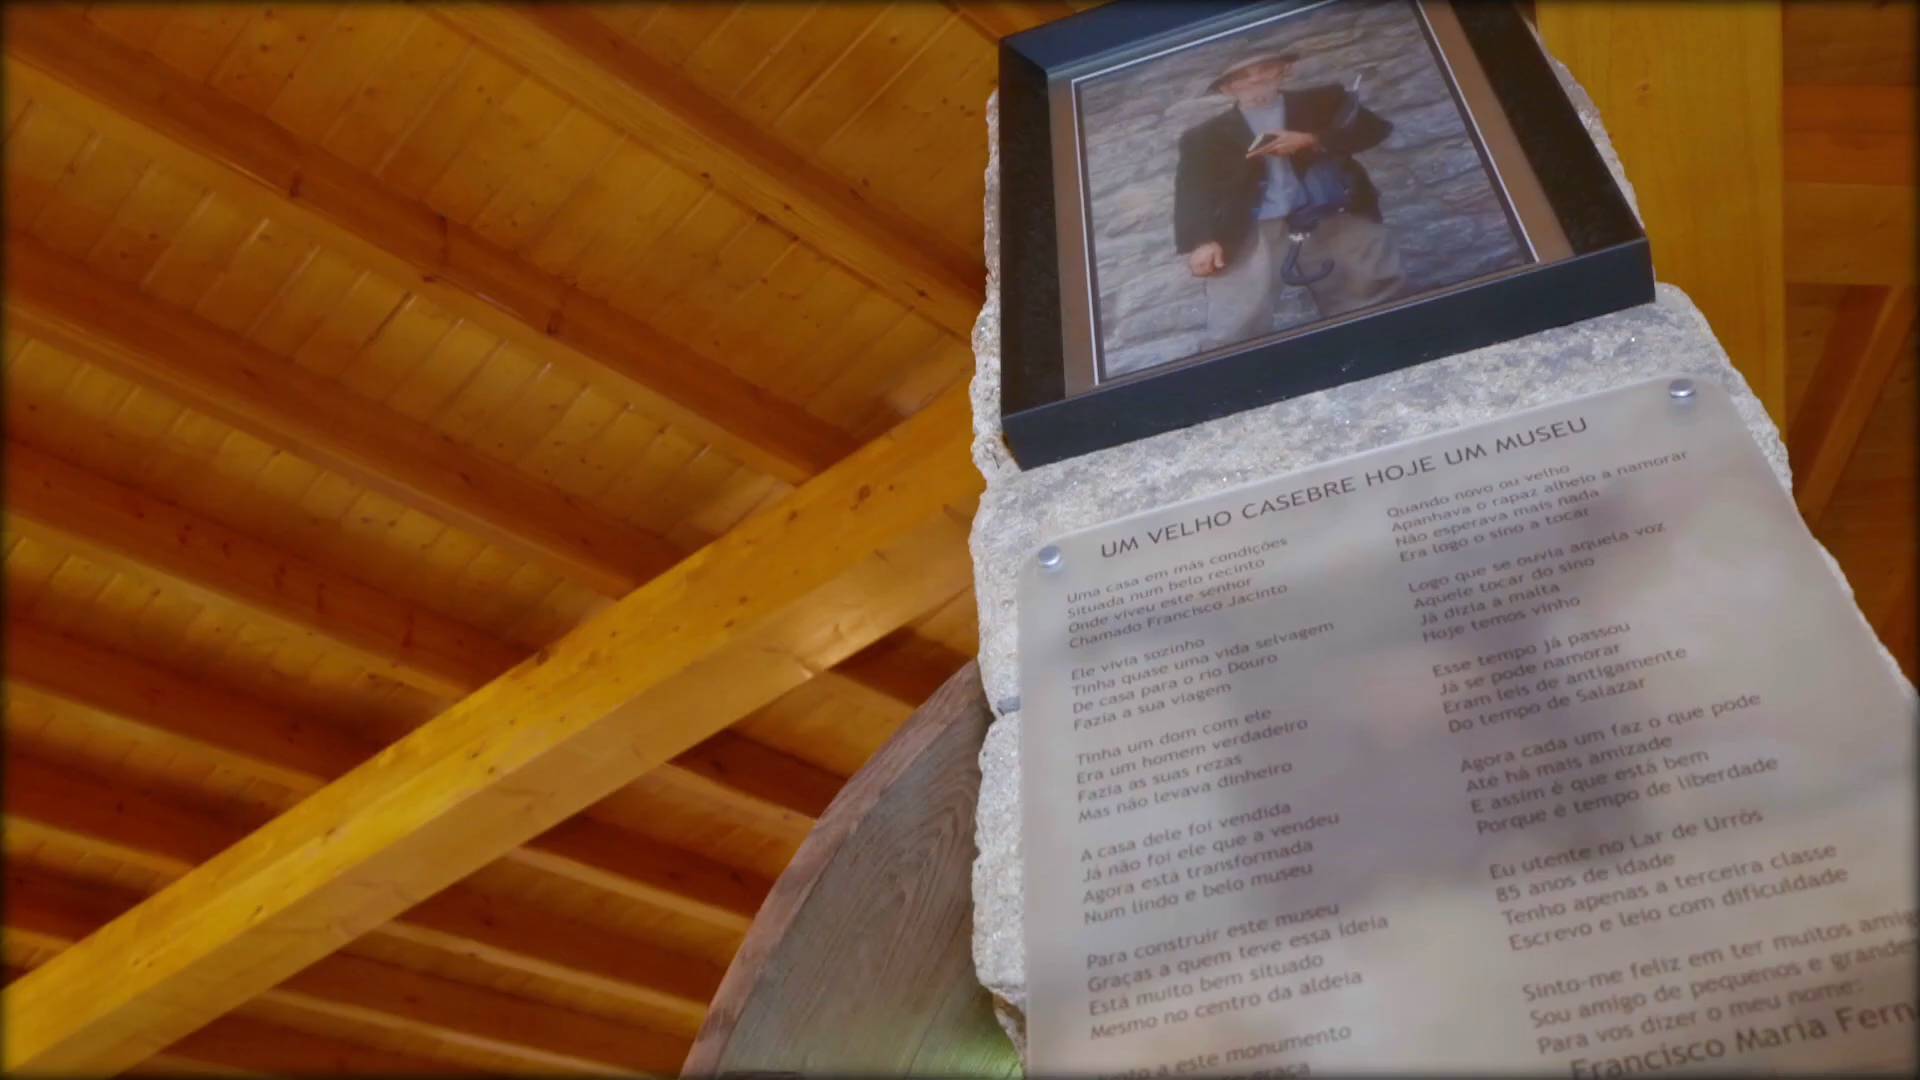 UM VELHO CASEBRE HOJE UM MUSEU
Uma casa em más condições
Situada num belo recinto
Onde viveu este senhor
Chamado Francisco Jacinto
Ele vivia sozinho
Tinha quase uma vida selvagem
De casa para o rio Douro
Fazia a sua viagem
Tinha um dom com ele
Era um homem verdadeiro
Fazia as suas rezas
Mas não levava dinheiro
A casa dele foi vendida
Já não foi ele que a vendeu
Agora está transformada
Num lindo e belo museu
Para construir este museu
Graças a quem teve essa ideia
Está muito bem situado
Mesmo no centro da aldeia
a este monumento
graça
Quando novo ou velho
Apanhava o rapaz alheio a namorar
Não esperava mais nada
Era logo o sino a tocar
Logo que se ouvia aquela voz
Aquele tocar do sino
Já dizia a malta
Hoje temos vinho
Esse tempo já passou
Já se pode namorar
Eram leis de antigamente
Do tempo de Salazar
Agora cada um faz o que pode
Até há mais amizade
E assim é que está bem
Porque é tempo de liberdade
Eu utente no Lar de Urrós
85 anos de idade
Tenho apenas a terceira classe
Escrevo e leio com dificuldade
Sinto-me feliz em ter muitos amig
Sou amigo de pequenos e grande
Para vos dizer o meu nome:
Francisco Maria Fern